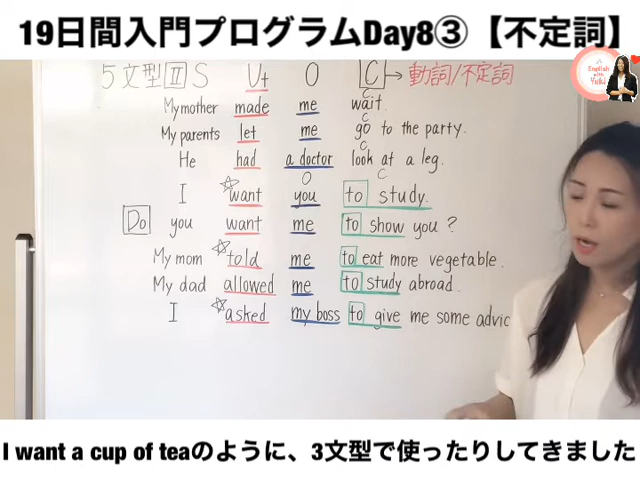 19日間入門プログラムDay8③【不定詞】
English with Yuiki
5文型Ⅱ S Vt O C→動詞/不定詞
C
My mother made me wait.
C
My parents let me go to the party.
C
He had a doctor look at a leg.
O C
I ☆want you to study.
Do you want me to show you?
My mom ☆told me to eat more vegetable.
My dad allowed me to study abroad.
I ☆asked my boss to give me some advic
I want a cup of teaのように、3文型で使ったりしてきました